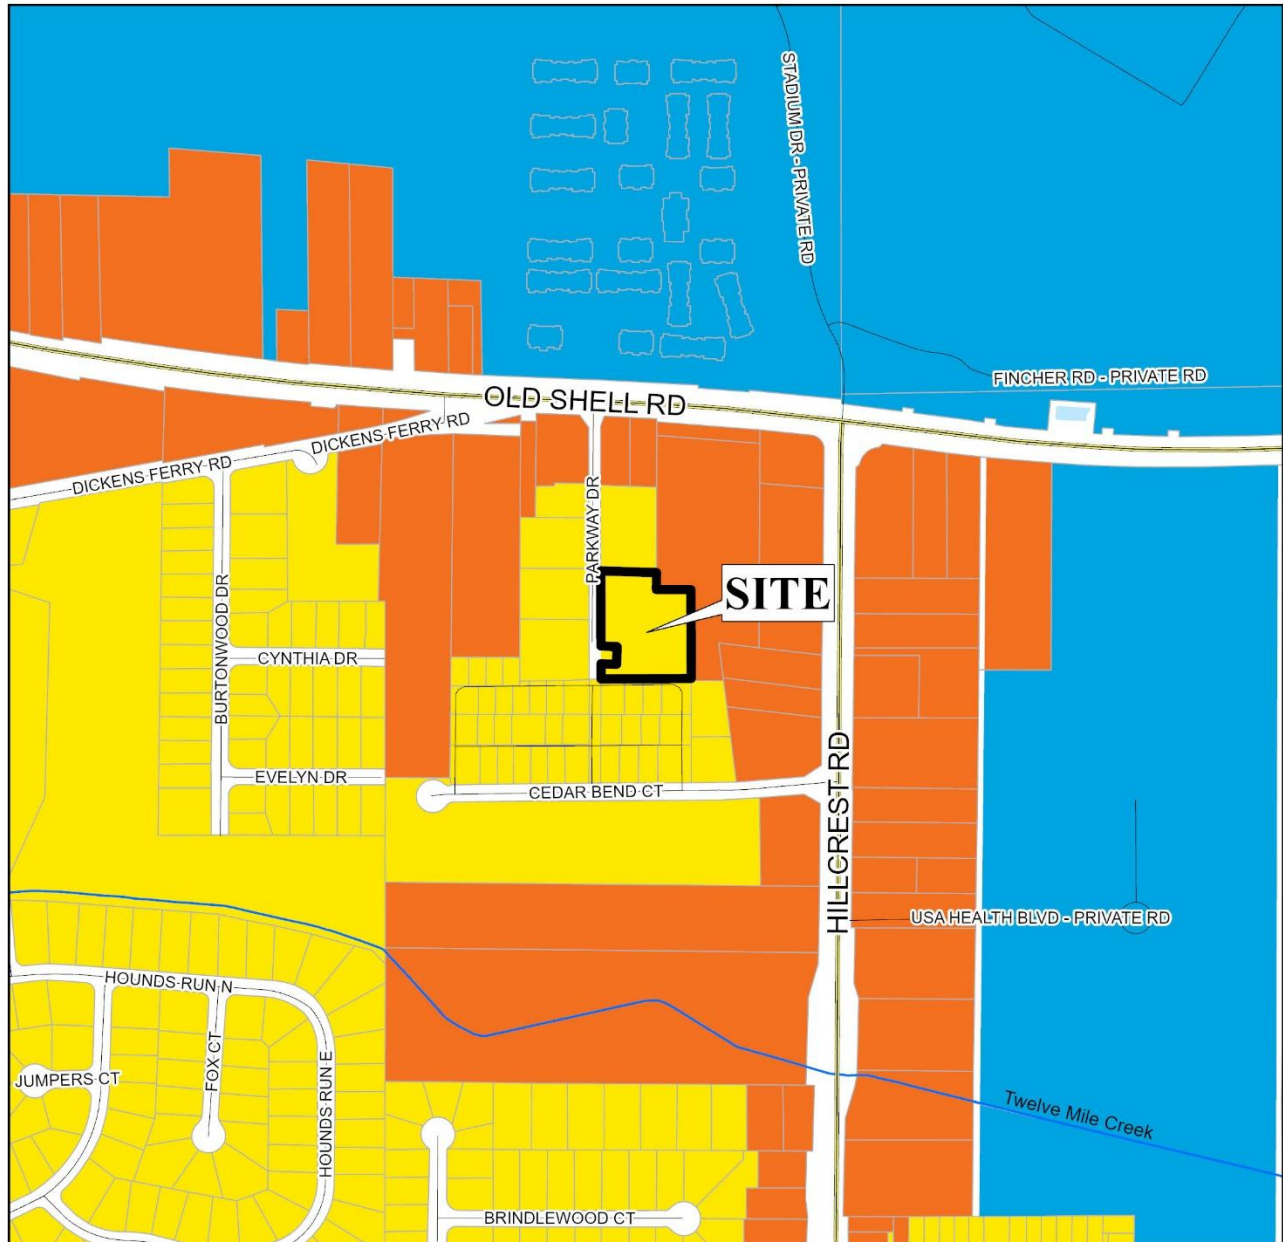 STADIUM DR - PRIVATE RD
FINCHER RD - PRIVATE RD
OLD SHELL RD
DICKENS FERRY RD
DICKENS FERRY RD
PARKWAY DR
SITE
BURTONWOOD DR
CYNTHIA DR
EVELYN DR
CEDAR BEND CT
HILLCREST RD
USA HEALTH BLVD - PRIVATE RD
HOUNDS RUN N
FOX CT
HOUNDS RUN E
JUMPERS CT
Twelve Mile Creek
BRINDLEWOOD CT